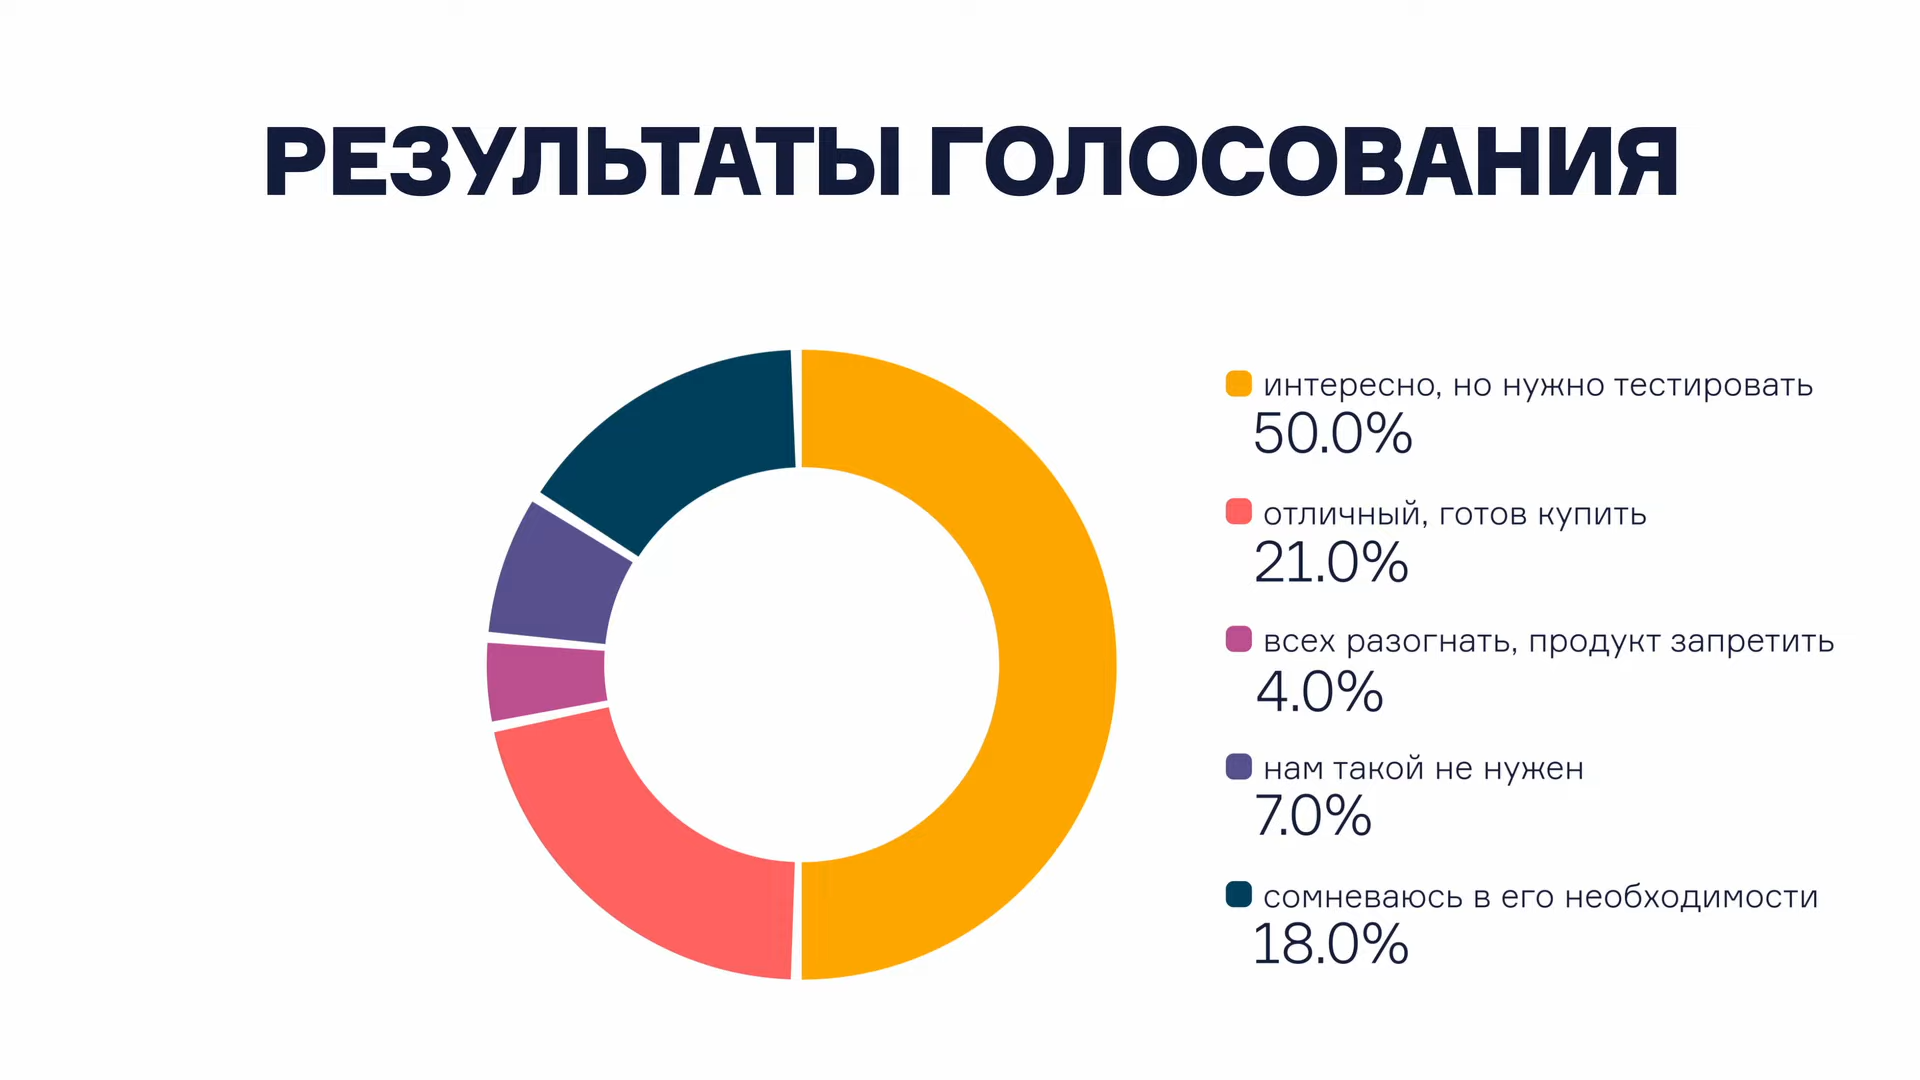 РЕЗУЛЬТАТЫ ГОЛОСОВАНИЯ
интересно, но нужно тестировать
50.0%
отличный, готов купить
21.0%
всех разогнать, продукт запретить
4.0%
нам такой не нужен
7.0%
сомневаюсь в его необходимости
18.0%